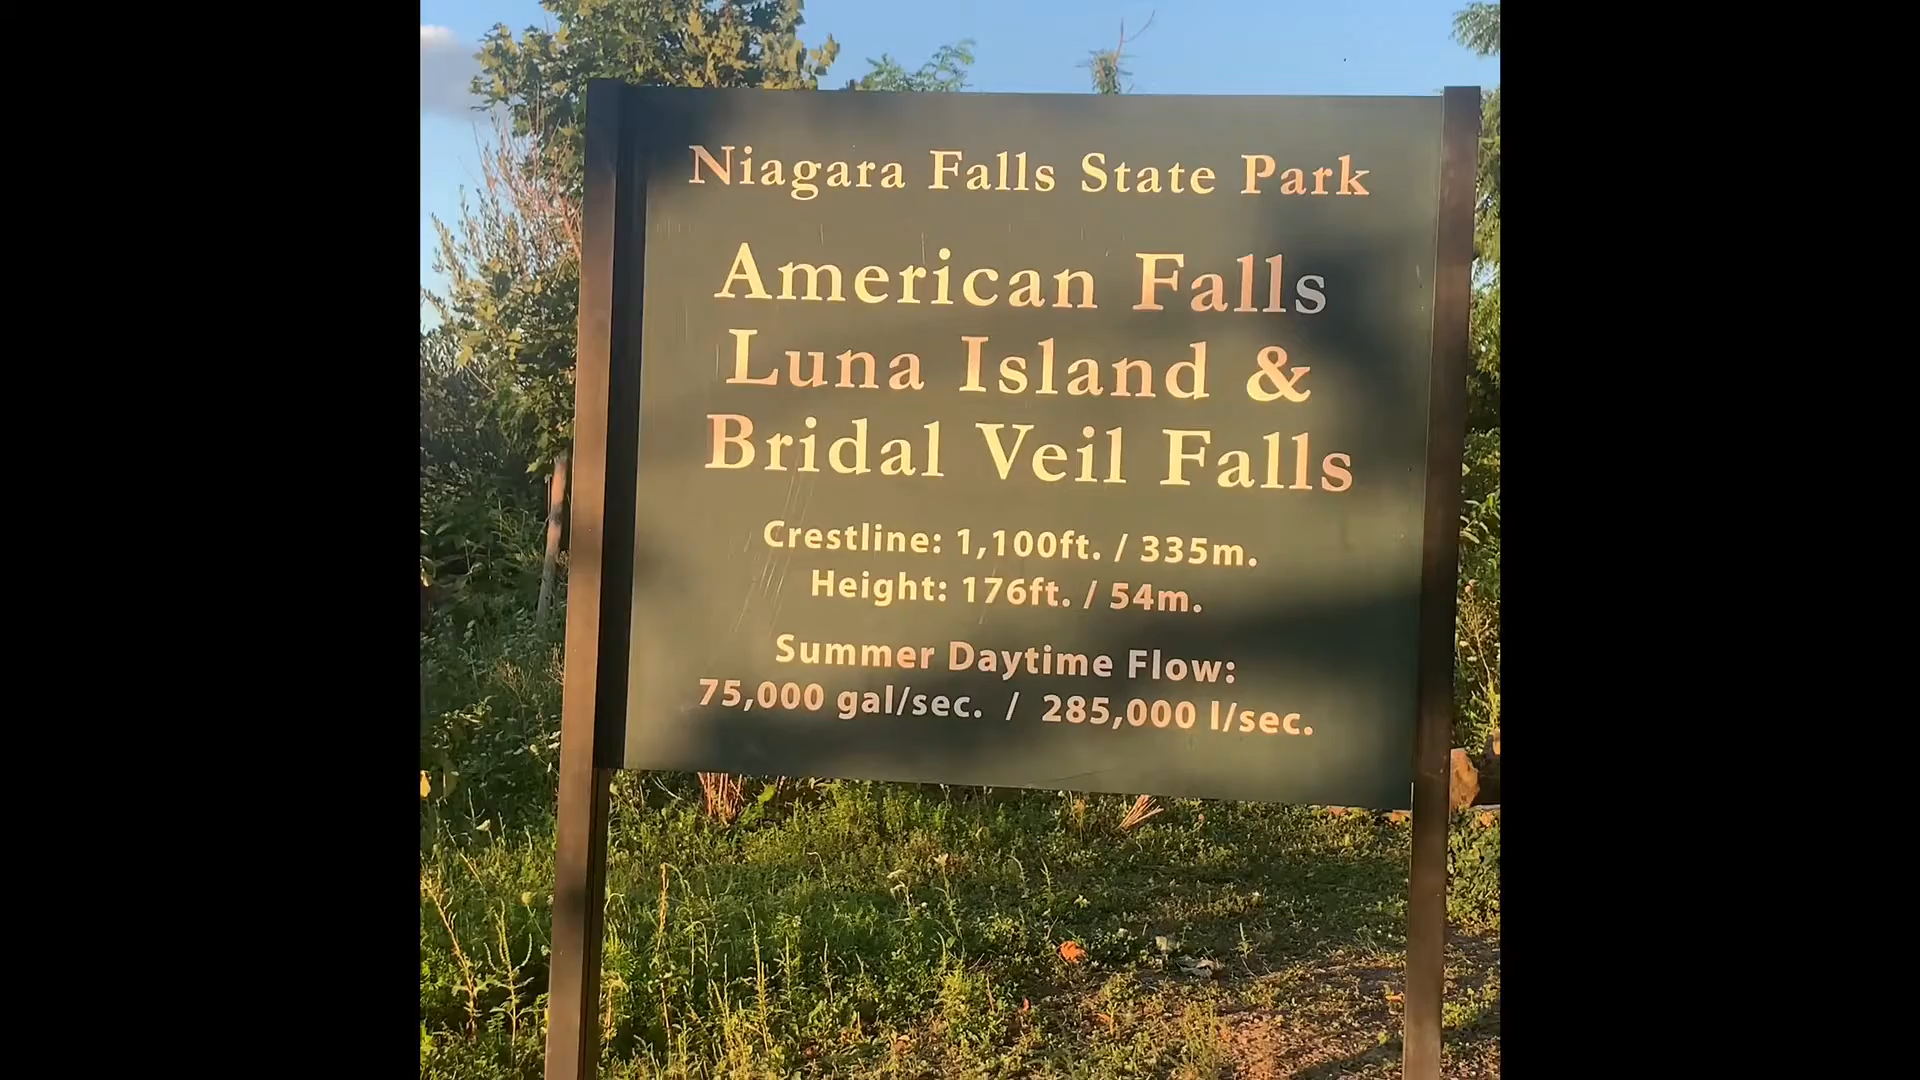 Niagara Falls State Park
American Falls
Luna Island &
Bridal Veil Falls
Crestline: 1,100ft. / 335m.
Height: 176ft. / 54m.
Summer Daytime Flow:
75,000 gal/sec. / 285,000 l/sec.